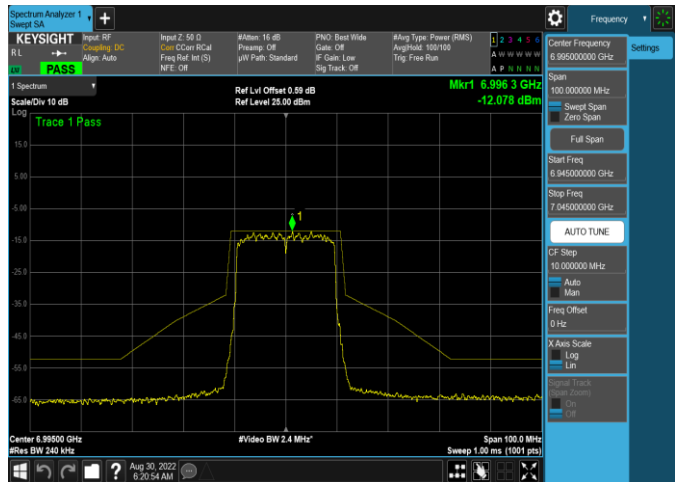 Spectrum Analyzer 1
Swept SA
+
Frequency
KEYSIGHT
RL
PASS
Input: RF
Coupling: DC
Align: Auto
Input Z: 50 Ω
Corr CCorr RCal
Freq Ref: Int (S)
NFE: Off
#Atten: 16 dB
Preamp: Off
µW Path: Standard
PNO: Best Wide
Gate: Off
IF Gain: Low
Sig Track: Off
#Avg Type: Power (RMS)
Avg|Hold: 100/100
Trig: Free Run
1 2 3 4 5 6
A W W W W W
A P N N N N
1 Spectrum
Scale/Div 10 dB
Log
Ref Lvl Offset 0.59 dB
Ref Level 25.00 dBm
Mkr1 6.996 3 GHz
-12.078 dBm
Trace 1 Pass
15.0
5.00
-5.00
1
-15.0
-25.0
-35.0
-45.0
-55.0
-65.0
Center 6.99500 GHz
#Res BW 240 kHz
#Video BW 2.4 MHz*
Span 100.0 MHz
Sweep 1.00 ms (1001 pts)
?
Aug 30, 2022
6:20:54 AM
Center Frequency
6.995000000 GHz
Span
100.000000 MHz
Swept Span
Zero Span
Full Span
Start Freq
6.945000000 GHz
Stop Freq
7.045000000 GHz
AUTO TUNE
CF Step
10.000000 MHz
Auto
Man
Freq Offset
0 Hz
X Axis Scale
Log
Lin
Signal Track
(Span Zoom)
On
Off
Settings